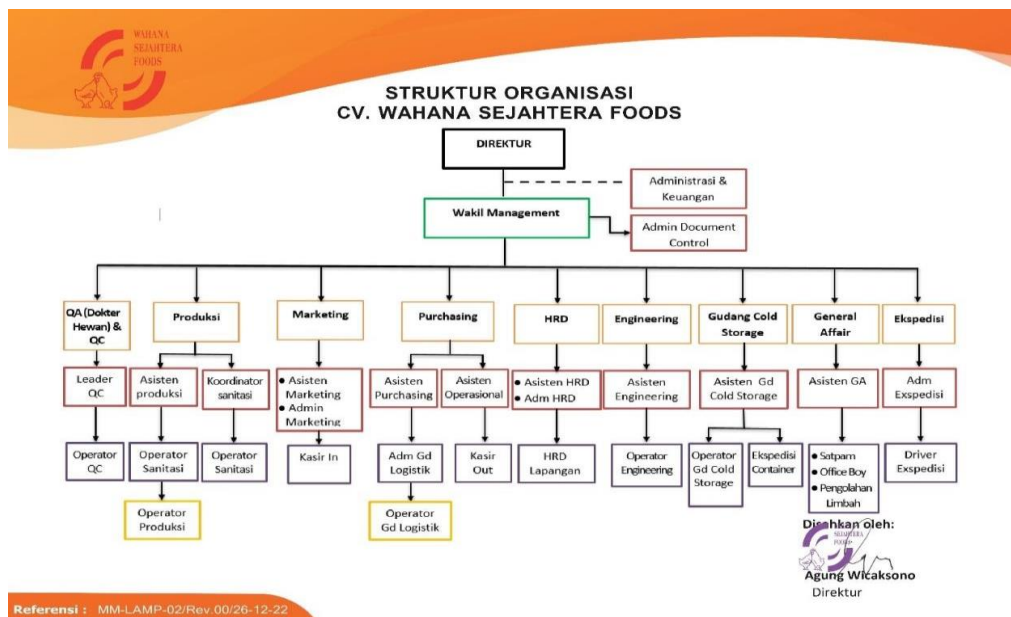 WAHANA
SEJAHTERA
FOODS
STRUKTUR ORGANISASI
CV. WAHANA SEJAHTERA FOODS
DIREKTUR
Administrasi &
Keuangan
Wakil Management
Admin Document
Control
QA (Dokter
Hewan) &
QC
Produksi
Marketing
Purchasing
HRD
Engineering
Gudang Cold
Storage
General
Affair
Ekspedisi
Leader
QC
Asisten
produksi
Koordinator
sanitasi
• Asisten
Marketing
• Admin
Marketing
Asisten
Purchasing
Asisten
Operasional
• Asisten HRD
• Adm HRD
Asisten
Engineering
Asisten Gd
Cold Storage
Asisten GA
Adm
Exspedisi
Operator
QC
Operator
Sanitasi
Operator
Sanitasi
Kasir In
Adm Gd
Logistik
Kasir
Out
HRD
Lapangan
Operator
Engineering
Operator
Gd Cold
Storage
Ekspedisi
Container
• Satpam
• Office Boy
• Pengolahan
Limbah
Driver
Exspedisi
Operator
Produksi
Operator
Gd Logistik
Disahkan oleh:
SEJAHTERA
FOODS
Agung Wicaksono
Direktur
Referensi : MM-LAMP-02/Rev.00/26-12-22